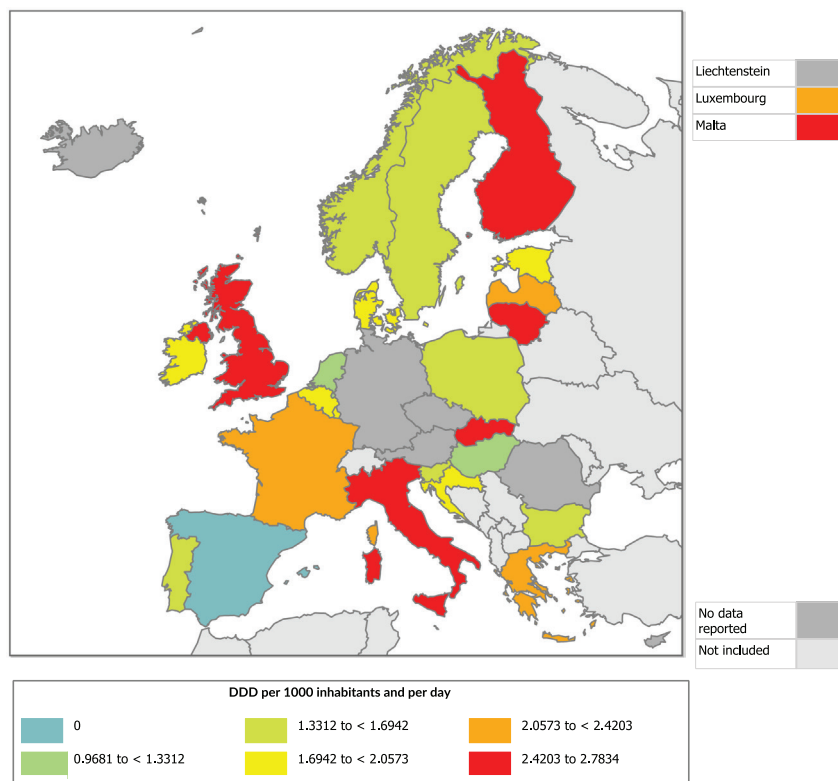 Liechtenstein
Luxembourg
Malta
No data
reported
Not included
DDD per 1000 inhabitants and per day
0
1.3312 to < 1.6942
2.0573 to < 2.4203
0.9681 to < 1.3312
1.6942 to < 2.0573
2.4203 to 2.7834